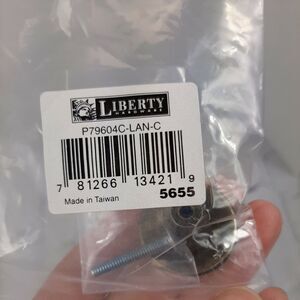 LIBERTY
HARDWARE
P79604C-LAN-C
7 81266 13421 9
Made in Taiwan
5655